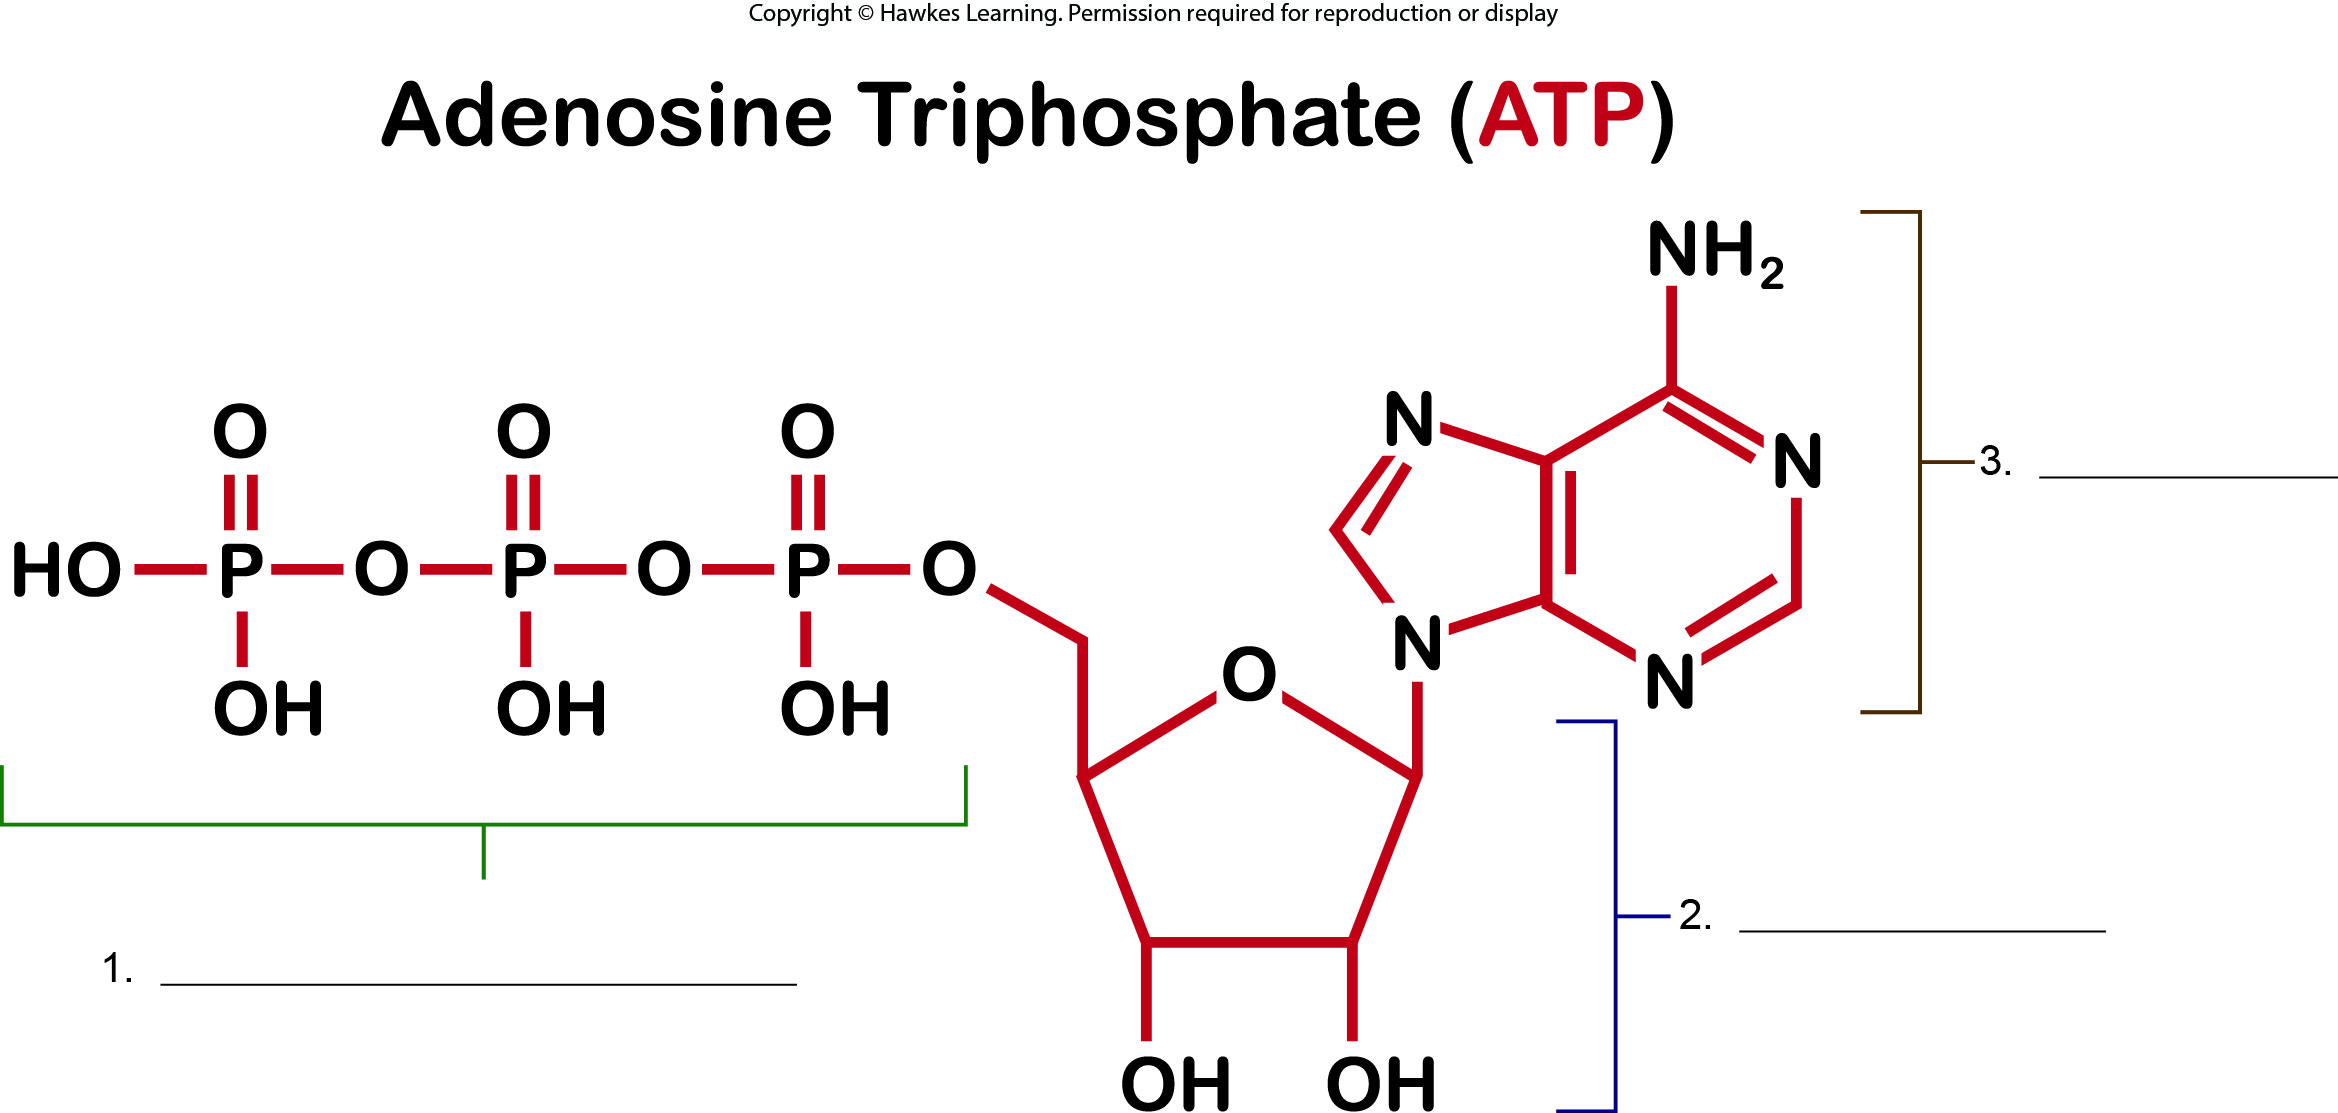 Copyright © Hawkes Learning. Permission required for reproduction or display
Adenosine Triphosphate (ATP)
NH₂
N N
O O O
3.
HO P O P O P O
N O N
OH OH OH
2.
1.
OH OH